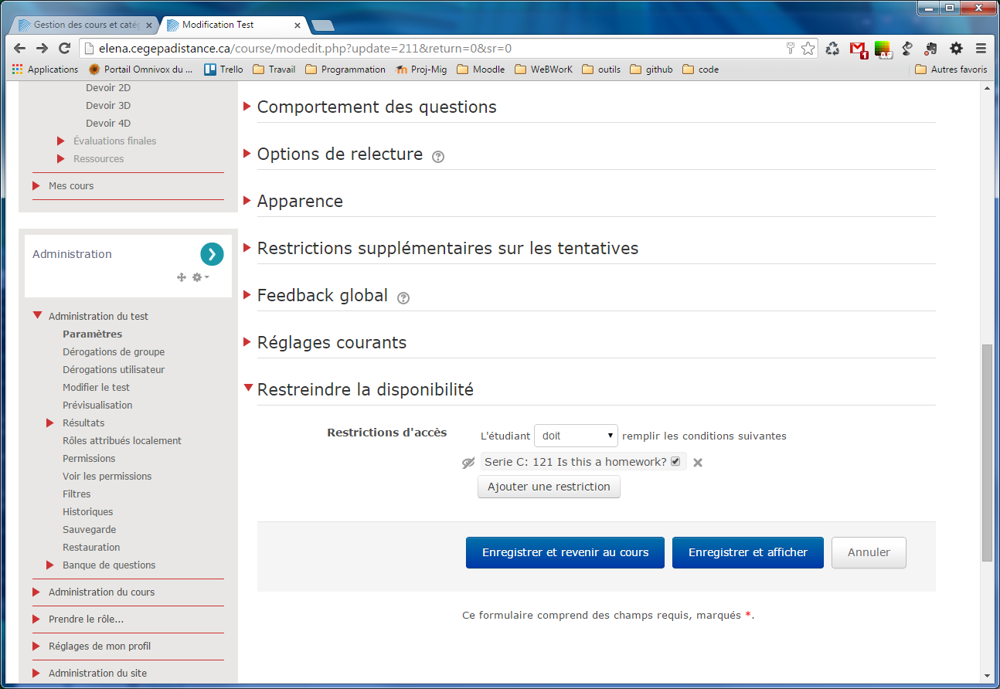 Gestion des cours et caté
Modification Test
elena.cegepadistance.ca/course/modedit.php?update=211&return=0&sr=0
1
Applications
Portail Omnivox du ...
Trello
Travail
Programmation
Proj-Mig
Moodle
WeBWorK
outils
github
code
Autres favoris
Devoir 2D
Devoir 3D
Devoir 4D
Évaluations finales
Ressources
Mes cours
Administration
Administration du test
Paramètres
Dérogations de groupe
Dérogations utilisateur
Modifier le test
Prévisualisation
Résultats
Rôles attribués localement
Permissions
Voir les permissions
Filtres
Historiques
Sauvegarde
Restauration
Banque de questions
Administration du cours
Prendre le rôle...
Réglages de mon profil
Administration du site
Comportement des questions
Options de relecture ?
Apparence
Restrictions supplémentaires sur les tentatives
Feedback global ?
Réglages courants
Restreindre la disponibilité
Restrictions d'accès
L'étudiant doit remplir les conditions suivantes
Serie C: 121 Is this a homework?
Ajouter une restriction
Enregistrer et revenir au cours
Enregistrer et afficher
Annuler
Ce formulaire comprend des champs requis, marqués *.